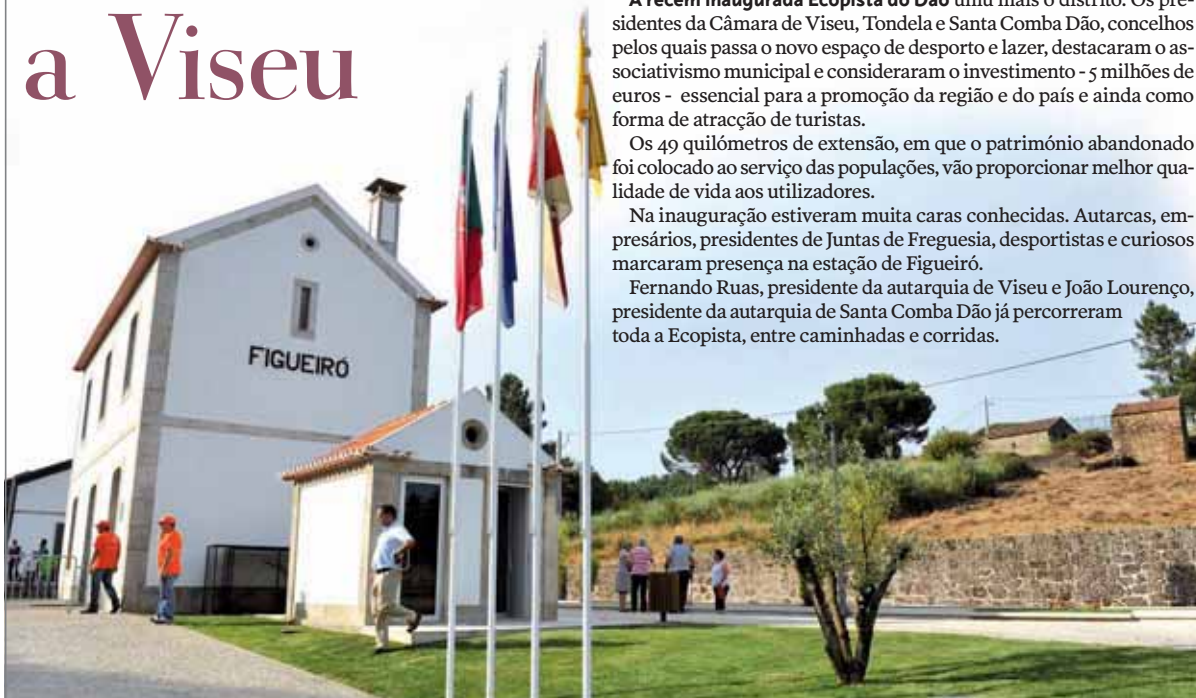 a Viseu
A recém inaugurada Ecopista do Dão uniu mais o distrito. Os pre-
sidentes da Câmara de Viseu, Tondela e Santa Comba Dão, concelhos
pelos quais passa o novo espaço de desporto e lazer, destacaram o as-
sociativismo municipal e consideraram o investimento - 5 milhões de
euros - essencial para a promoção da região e do país e ainda como
forma de atracção de turistas.
Os 49 quilómetros de extensão, em que o património abandonado
foi colocado ao serviço das populações, vão proporcionar melhor qua-
lidade de vida aos utilizadores.
Na inauguração estiveram muita caras conhecidas. Autarcas, em-
presários, presidentes de Juntas de Freguesia, desportistas e curiosos
marcaram presença na estação de Figueiró.
Fernando Ruas, presidente da autarquia de Viseu e João Lourenço,
presidente da autarquia de Santa Comba Dão já percorreram
toda a Ecopista, entre caminhadas e corridas.
FIGUEIRÓ